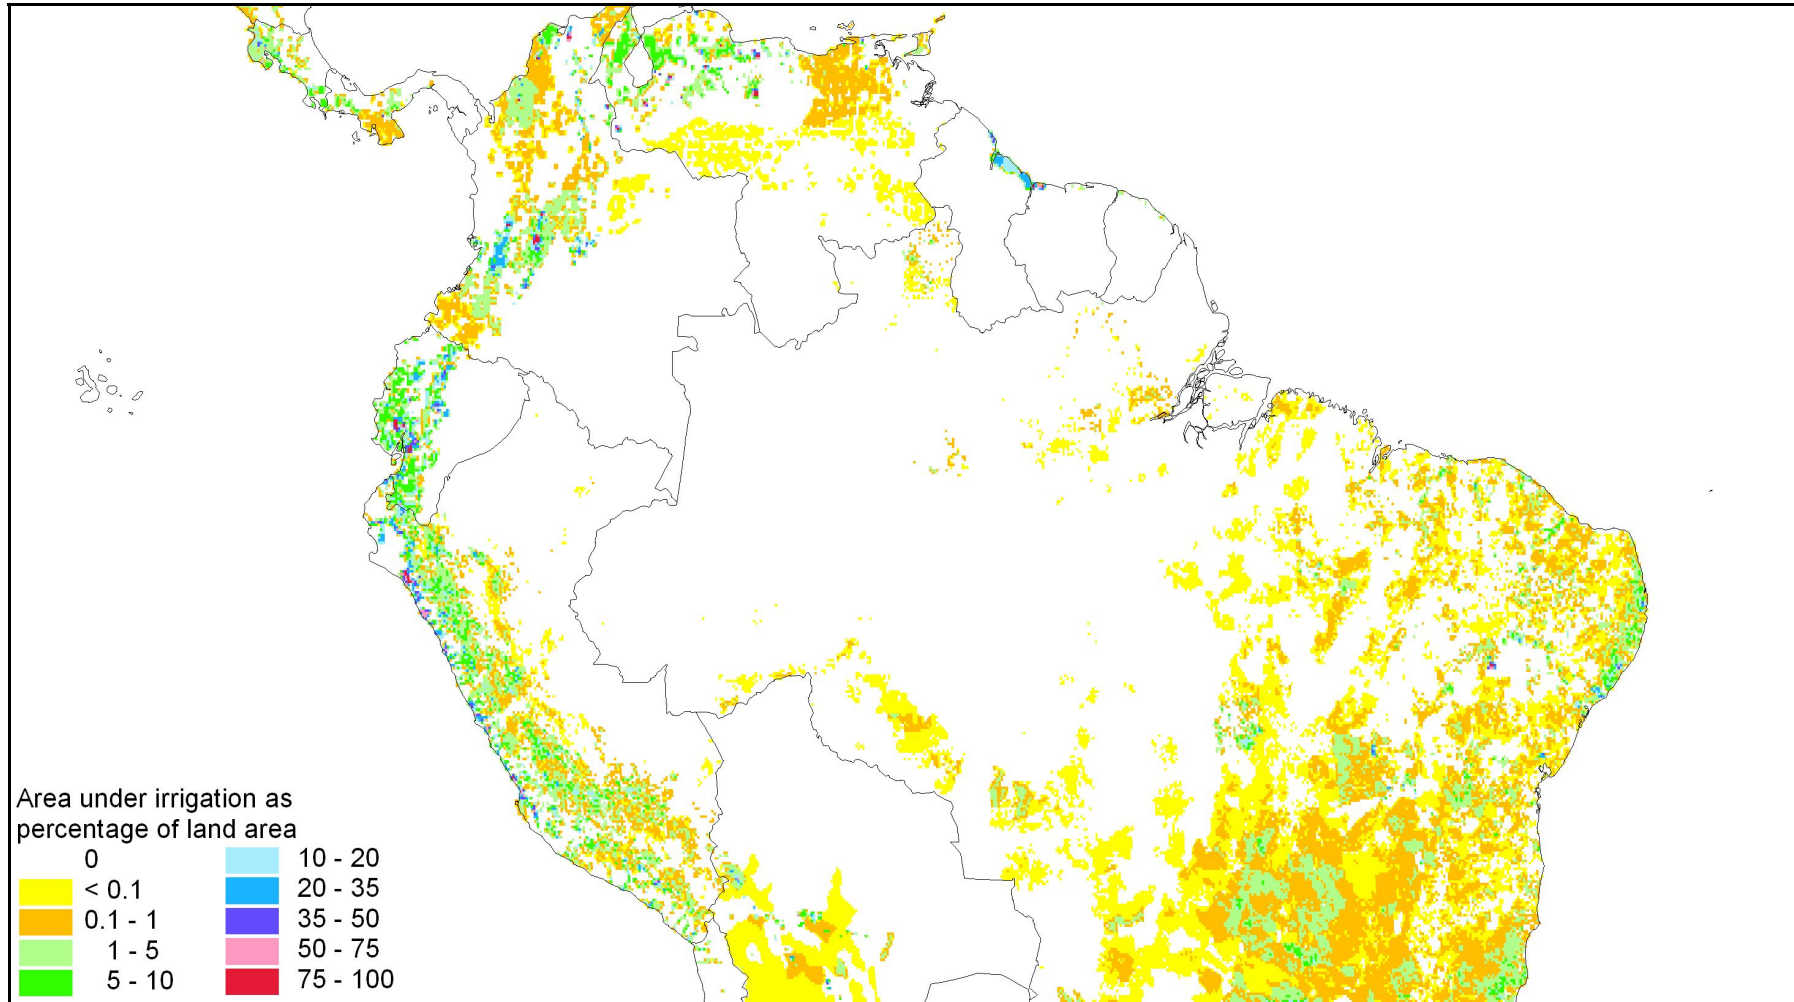 Area under irrigation as
percentage of land area
0
< 0.1
0.1 - 1
1 - 5
5 - 10
10 - 20
20 - 35
35 - 50
50 - 75
75 - 100